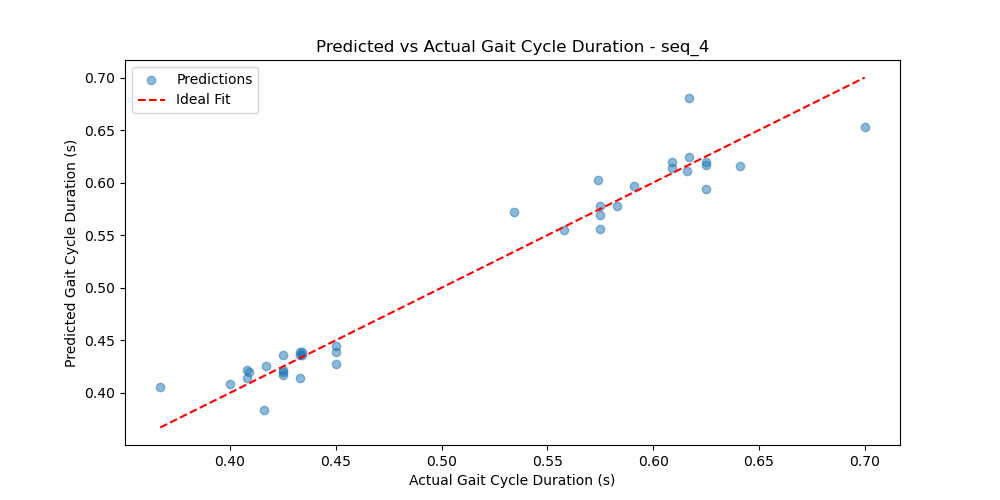 Predicted vs Actual Gait Cycle Duration - seq_4
Predictions
Ideal Fit
Predicted Gait Cycle Duration (s)
0.70
0.65
0.60
0.55
0.50
0.45
0.40
0.40 0.45 0.50 0.55 0.60 0.65 0.70
Actual Gait Cycle Duration (s)